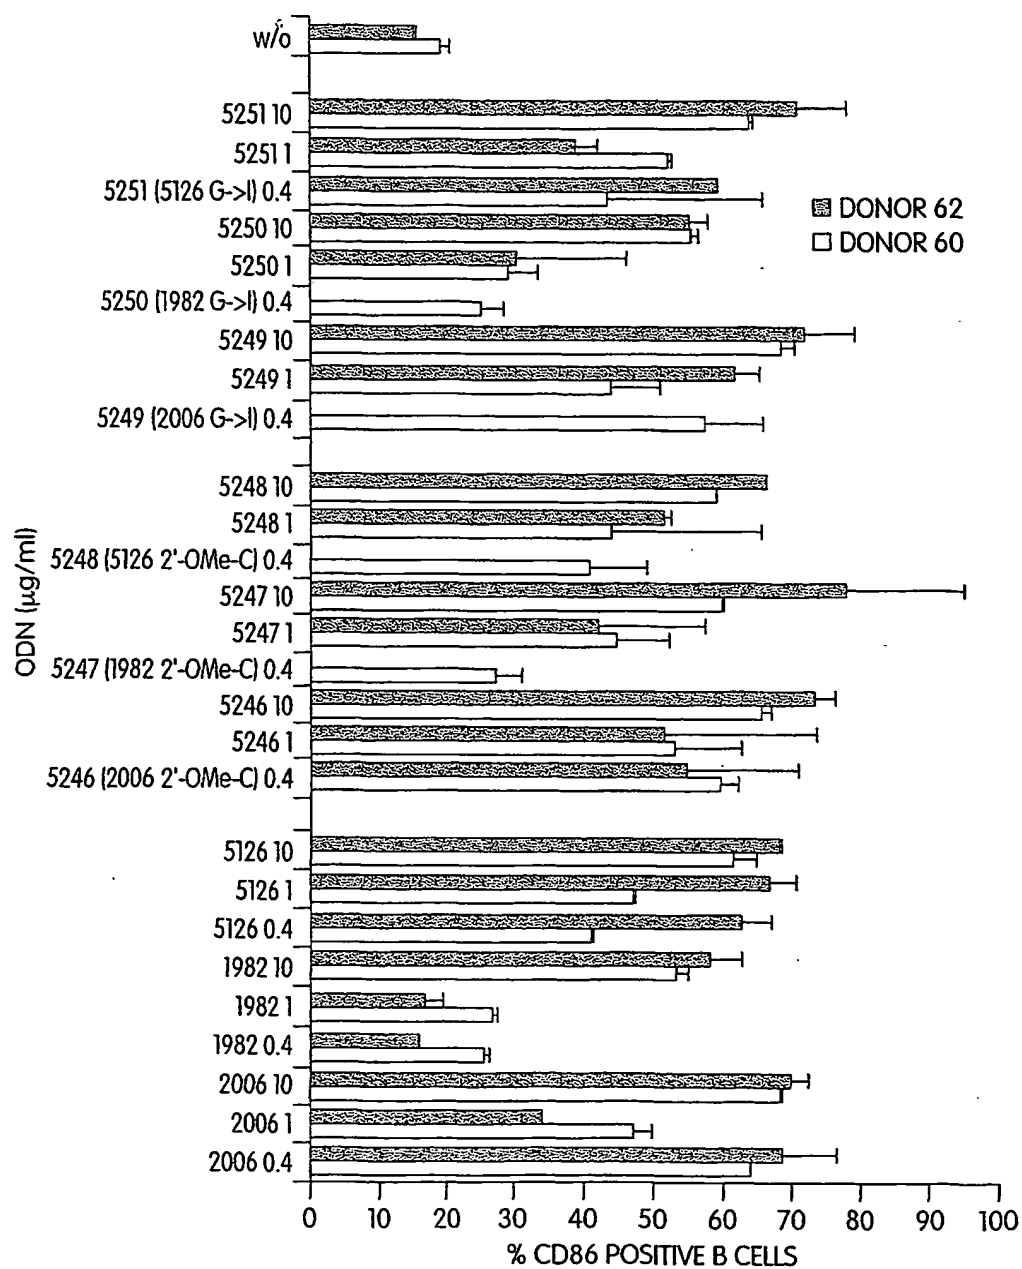 w/o
5251 10
5251 1
5251 (5126 G->I) 0.4
5250 10
5250 1
5250 (1982 G->I) 0.4
5249 10
5249 1
5249 (2006 G->I) 0.4
5248 10
5248 1
5248 (5126 2'-OMe-C) 0.4
5247 10
5247 1
5247 (1982 2'-OMe-C) 0.4
5246 10
5246 1
5246 (2006 2'-OMe-C) 0.4
5126 10
5126 1
5126 0.4
1982 10
1982 1
1982 0.4
2006 10
2006 1
2006 0.4
ODN (µg/ml)
DONOR 62
DONOR 60
0 10 20 30 40 50 60 70 80 90 100
% CD86 POSITIVE B CELLS